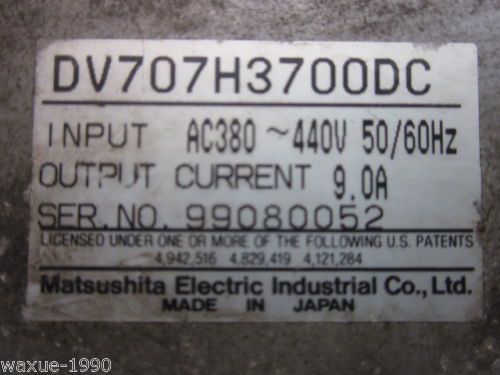 DV707H3700DC
INPUT AC380 ~ 440V 50/60Hz
OUTPUT CURRENT 9.0A
SER. NO. 99080052
LICENSED UNDER ONE OR MORE OF THE FOLLOWING U.S. PATENTS
4,942,516 4,829,419 4,121,284
Matsushita Electric Industrial Co., Ltd.
MADE IN JAPAN
waxue-1990